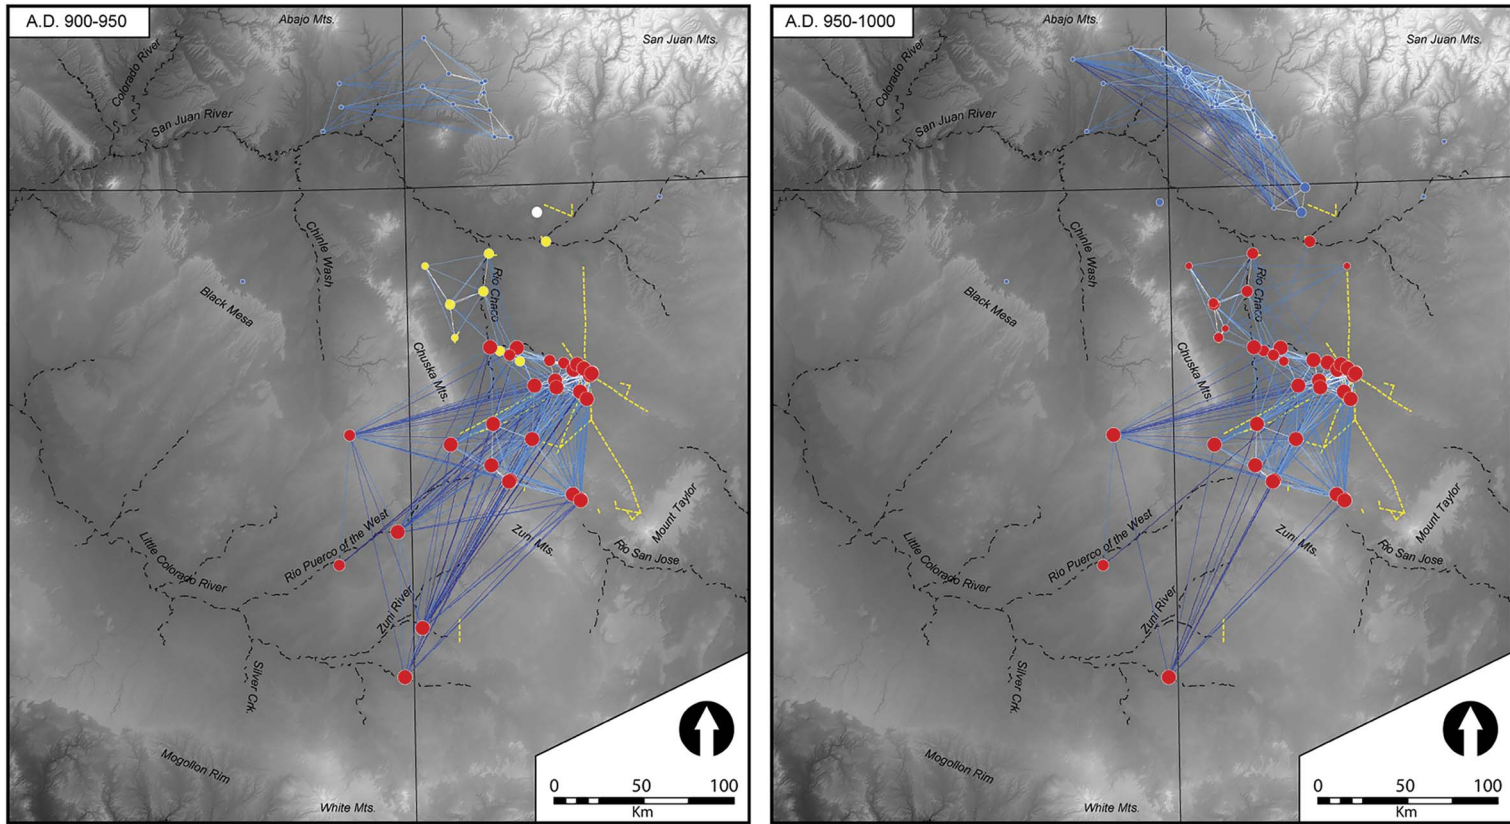 A.D. 900-950
Abajo Mts.
San Juan Mts.
Colorado River
San Juan River
Chinle Wash
Rio Chaco
Black Mesa
Chuska Mts.
Mount Taylor
Rio Puerco of the West
Zuni Mts.
Rio San Jose
Little Colorado River
Zuni River
Silver Crk.
Mogollon Rim
White Mts.
0 50 100
Km
A.D. 950-1000
Abajo Mts.
San Juan Mts.
Colorado River
San Juan River
Chinle Wash
Rio Chaco
Black Mesa
Chuska Mts.
Mount Taylor
Rio Puerco of the West
Zuni Mts.
Rio San Jose
Little Colorado River
Zuni River
Silver Crk.
Mogollon Rim
White Mts.
0 50 100
Km